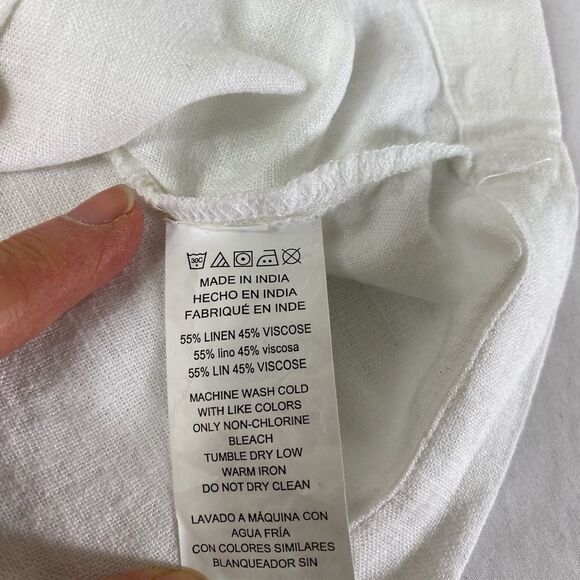 30C
MADE IN INDIA
HECHO EN INDIA
FABRIQUÉ EN INDE
55% LINEN 45% VISCOSE
55% lino 45% viscosa
55% LIN 45% VISCOSE
MACHINE WASH COLD
WITH LIKE COLORS
ONLY NON-CHLORINE
BLEACH
TUMBLE DRY LOW
WARM IRON
DO NOT DRY CLEAN
LAVADO A MÁQUINA CON
AGUA FRÍA
CON COLORES SIMILARES
BLANQUEADOR SIN